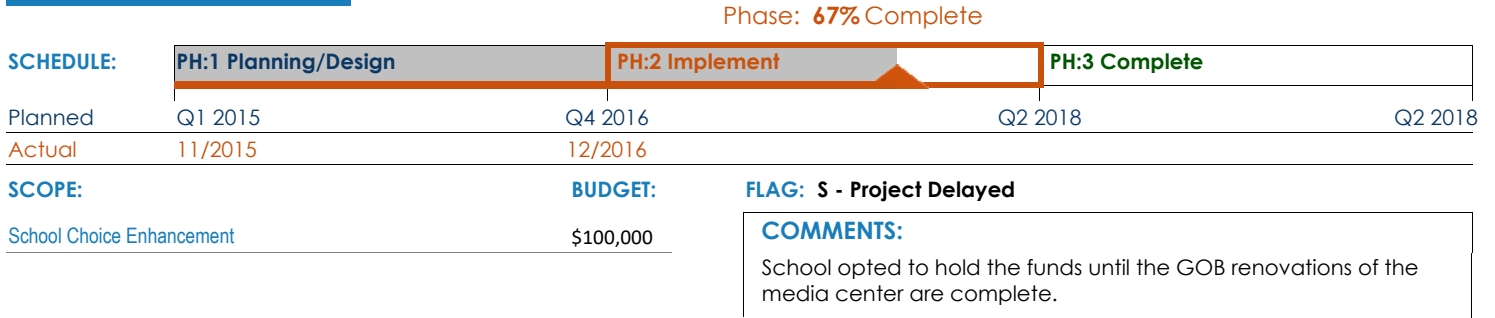 Phase: 67% Complete
SCHEDULE: PH:1 Planning/Design PH:2 Implement PH:3 Complete
Planned Q1 2015 Q4 2016 Q2 2018 Q2 2018
Actual 11/2015 12/2016
SCOPE: BUDGET: FLAG: S - Project Delayed
School Choice Enhancement $100,000
COMMENTS:
School opted to hold the funds until the GOB renovations of the
media center are complete.